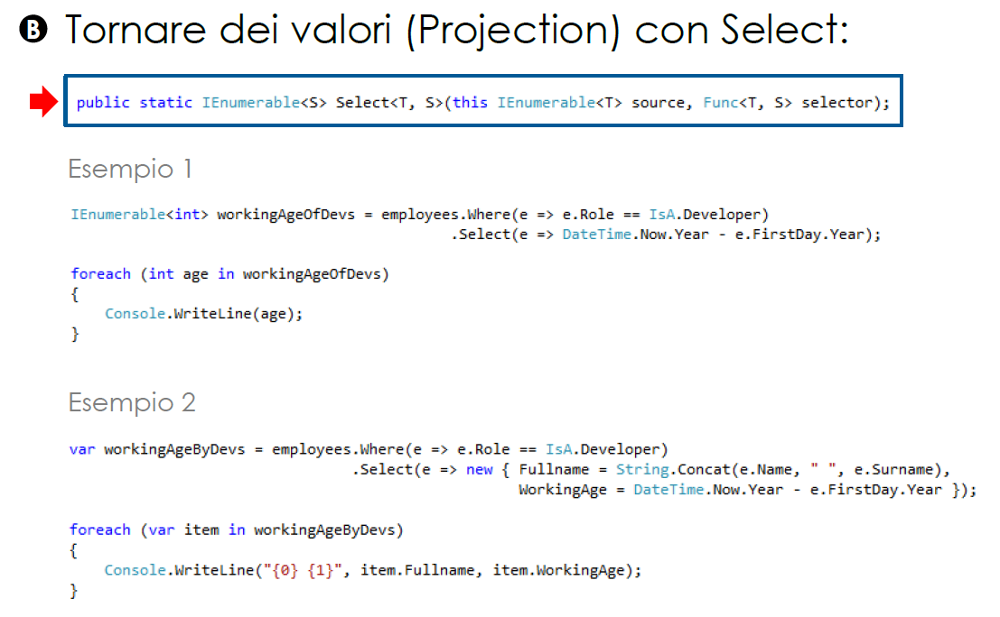 B Tornare dei valori (Projection) con Select:
public static IEnumerable<S> Select<T, S>(this IEnumerable<T> source, Func<T, S> selector);
Esempio 1
IEnumerable<int> workingAgeOfDevs = employees.Where(e => e.Role == IsA.Developer)
.Select(e => DateTime.Now.Year - e.FirstDay.Year);
foreach (int age in workingAgeOfDevs)
{
Console.WriteLine(age);
}
Esempio 2
var workingAgeByDevs = employees.Where(e => e.Role == IsA.Developer)
.Select(e => new { Fullname = String.Concat(e.Name, " ", e.Surname),
WorkingAge = DateTime.Now.Year - e.FirstDay.Year });
foreach (var item in workingAgeByDevs)
{
Console.WriteLine("{0} {1}", item.Fullname, item.WorkingAge);
}